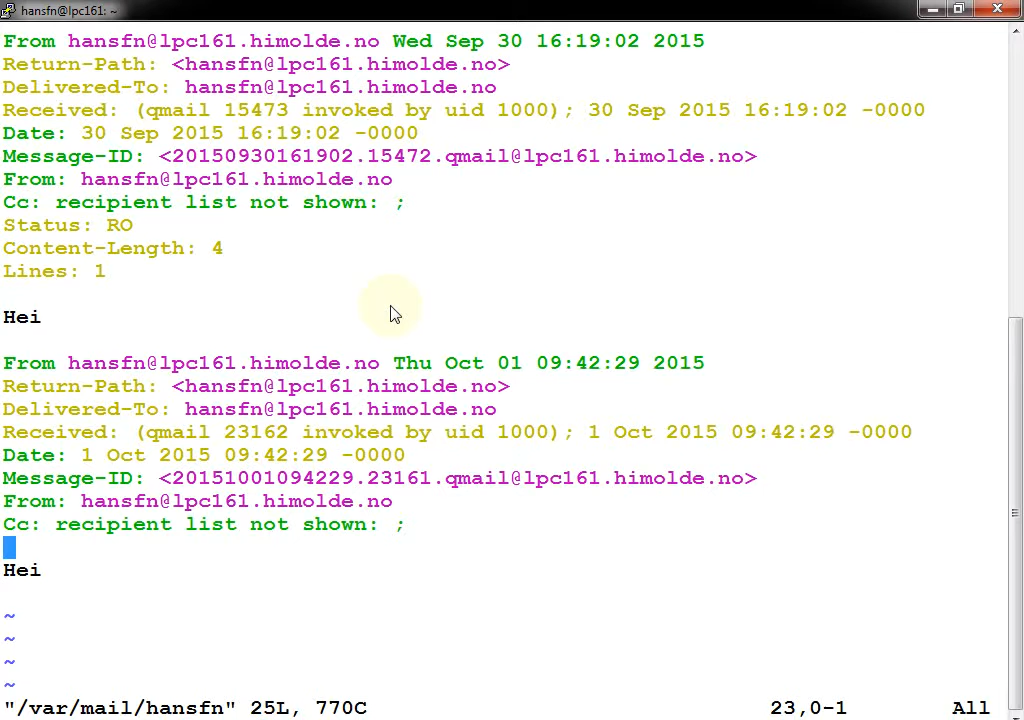 hansfn@lpc161: ~
From hansfn@lpc161.himolde.no Wed Sep 30 16:19:02 2015
Return-Path: <hansfn@lpc161.himolde.no>
Delivered-To: hansfn@lpc161.himolde.no
Received: (qmail 15473 invoked by uid 1000); 30 Sep 2015 16:19:02 -0000
Date: 30 Sep 2015 16:19:02 -0000
Message-ID: <20150930161902.15472.qmail@lpc161.himolde.no>
From: hansfn@lpc161.himolde.no
Cc: recipient list not shown: ;
Status: RO
Content-Length: 4
Lines: 1
Hei
From hansfn@lpc161.himolde.no Thu Oct 01 09:42:29 2015
Return-Path: <hansfn@lpc161.himolde.no>
Delivered-To: hansfn@lpc161.himolde.no
Received: (qmail 23162 invoked by uid 1000); 1 Oct 2015 09:42:29 -0000
Date: 1 Oct 2015 09:42:29 -0000
Message-ID: <20151001094229.23161.qmail@lpc161.himolde.no>
From: hansfn@lpc161.himolde.no
Cc: recipient list not shown: ;
Hei
~
~
~
~
"/var/mail/hansfn" 25L, 770C 23,0-1 All